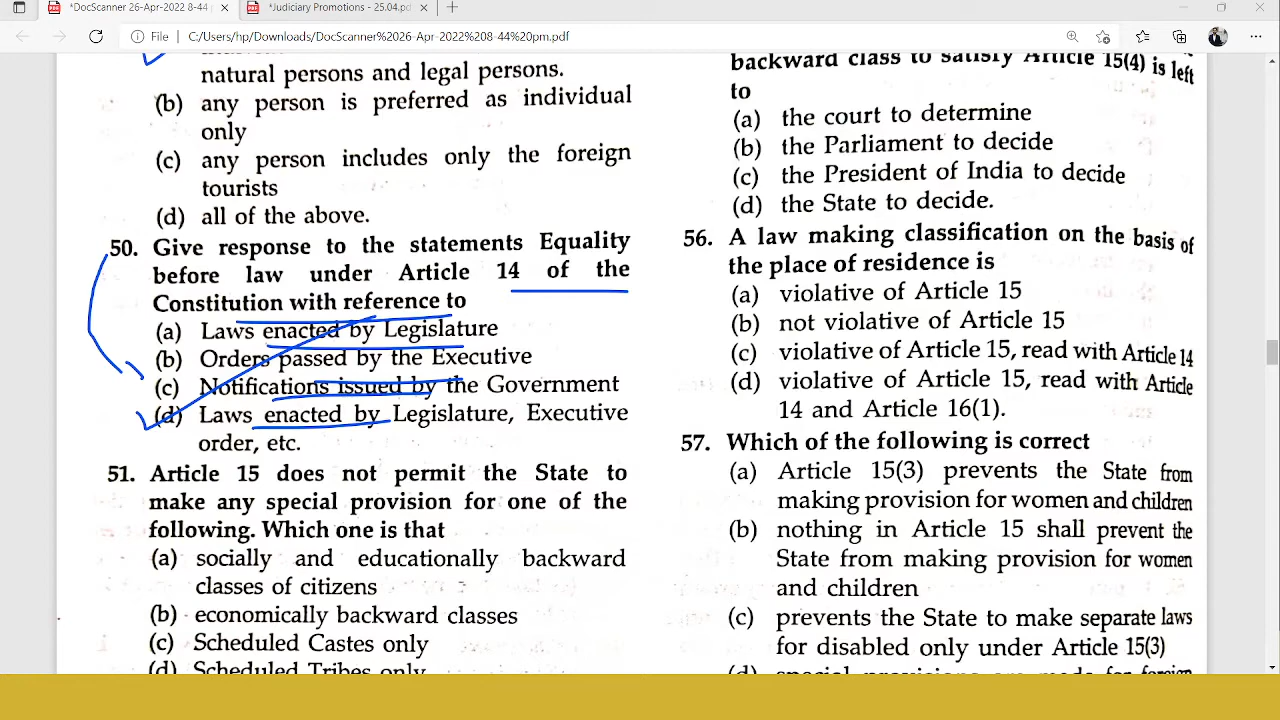 *DocScanner 26-Apr-2022 8-44
*Judiciary Promotions - 25.04.pd
File
C:/Users/hp/Downloads/DocScanner%2026-Apr-2022%208-44%20pm.pdf
natural persons and legal persons.
(b) any person is preferred as individual
only
(c) any person includes only the foreign
tourists
(d) all of the above.
50. Give response to the statements Equality
before law under Article 14 of the
Constitution with reference to
(a) Laws enacted by Legislature
(b) Orders passed by the Executive
(c) Notifications issued by the Government
(d) Laws enacted by Legislature, Executive
order, etc.
51. Article 15 does not permit the State to
make any special provision for one of the
following. Which one is that
(a) socially and educationally backward
classes of citizens
(b) economically backward classes
(c) Scheduled Castes only
(d) Scheduled Tribes only
backward class to satisfy Article 15(4) is left
to
(a) the court to determine
(b) the Parliament to decide
(c) the President of India to decide
(d) the State to decide.
56. A law making classification on the basis of
the place of residence is
(a) violative of Article 15
(b) not violative of Article 15
(c) violative of Article 15, read with Article 14
(d) violative of Article 15, read with Article
14 and Article 16(1).
57. Which of the following is correct
(a) Article 15(3) prevents the State from
making provision for women and children
(b) nothing in Article 15 shall prevent the
State from making provision for women
and children
(c) prevents the State to make separate laws
for disabled only under Article 15(3)
(d) special provisions are made for foreign